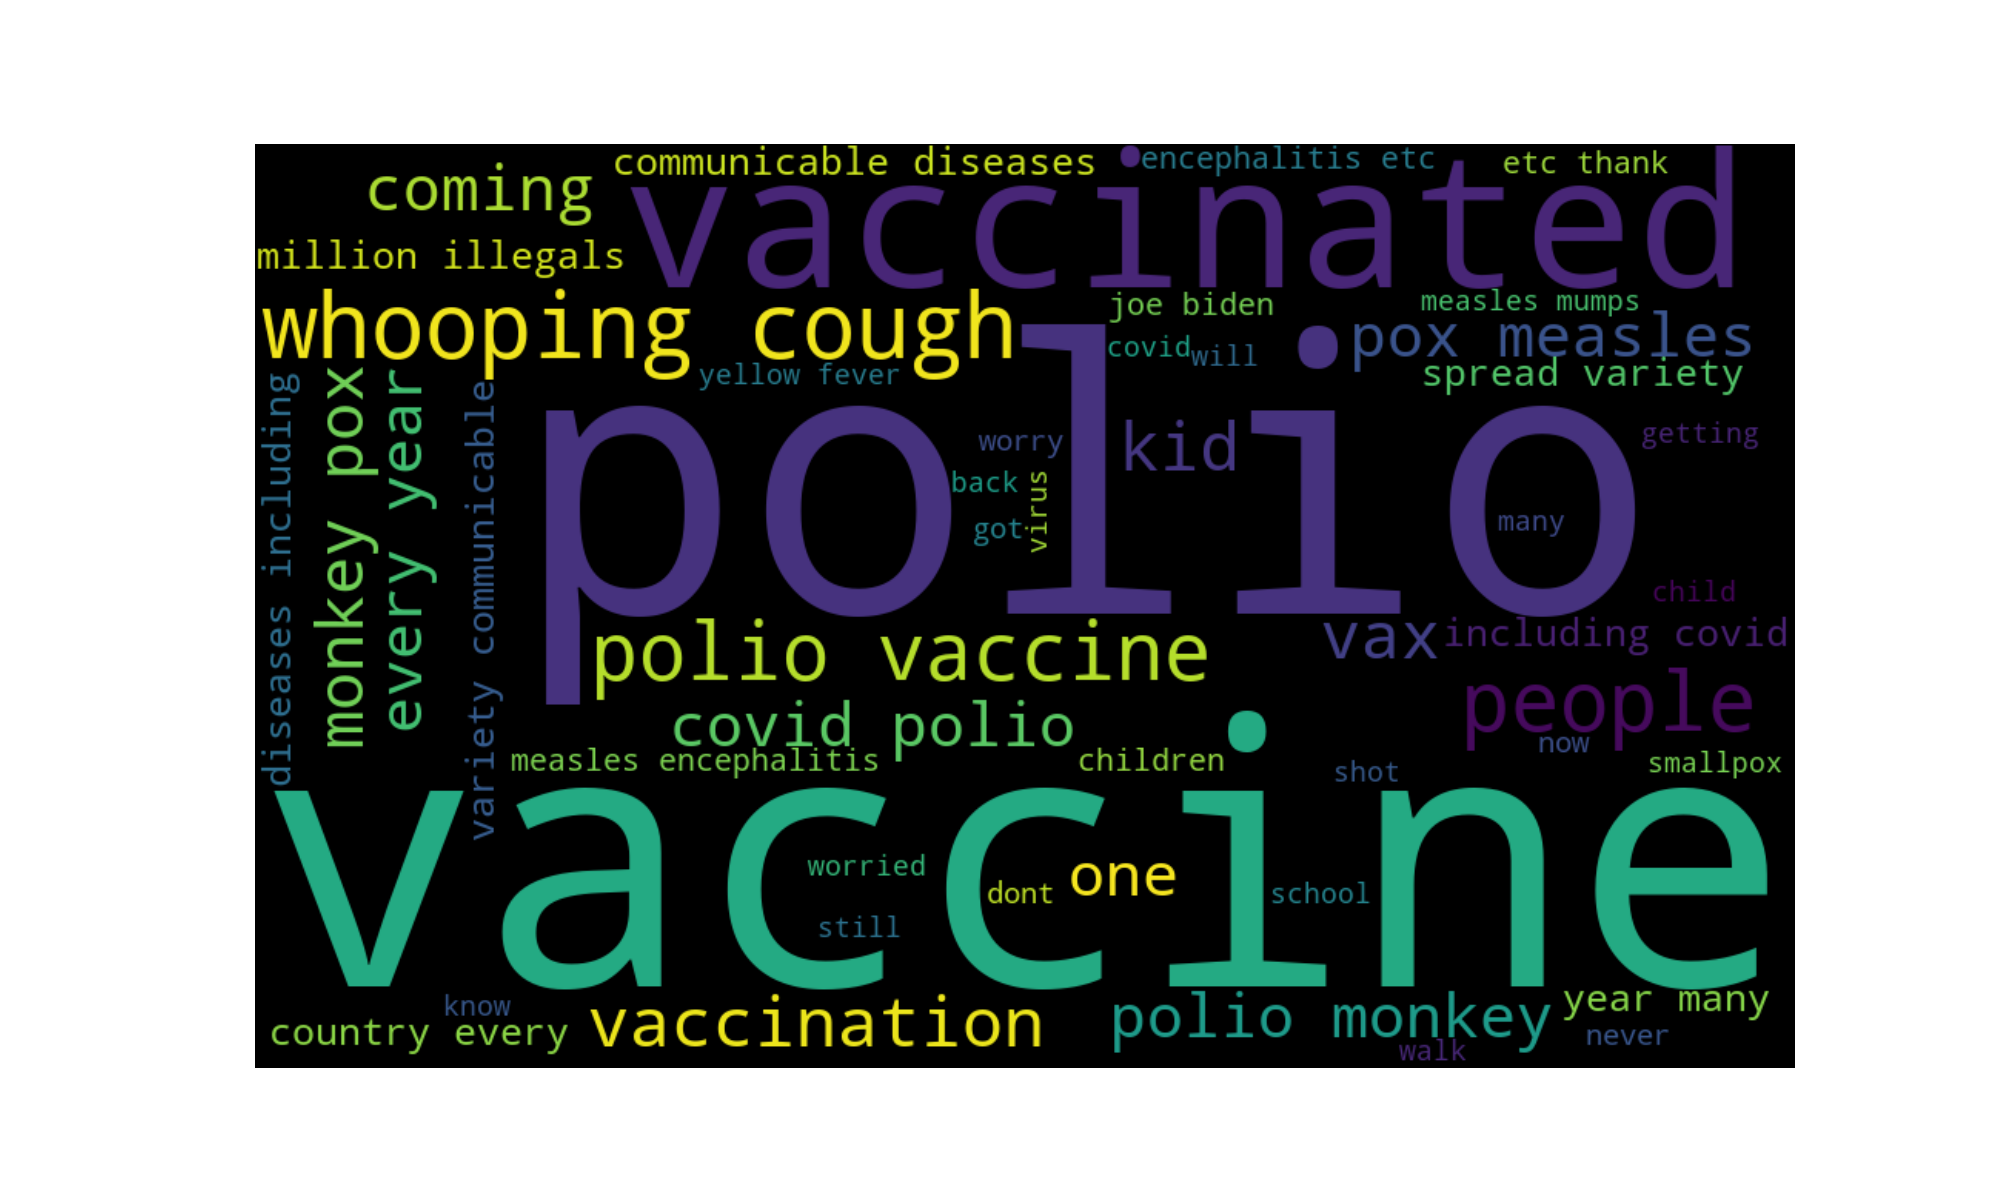 communicable diseases
encephalitis etc
etc thank
coming
vaccinated
million illegals
whooping cough
joe biden
measles mumps
covid
will
pox measles
yellow fever
spread variety
diseases including
monkey pox
every year
variety communicable
polio
worry
kid
getting
back
virus
got
many
child
polio vaccine
vax
including covid
covid polio
people
now
measles encephalitis
children
shot
smallpox
vaccine
worried
dont
one
school
still
know
country every
vaccination
polio monkey
year many
never
walk